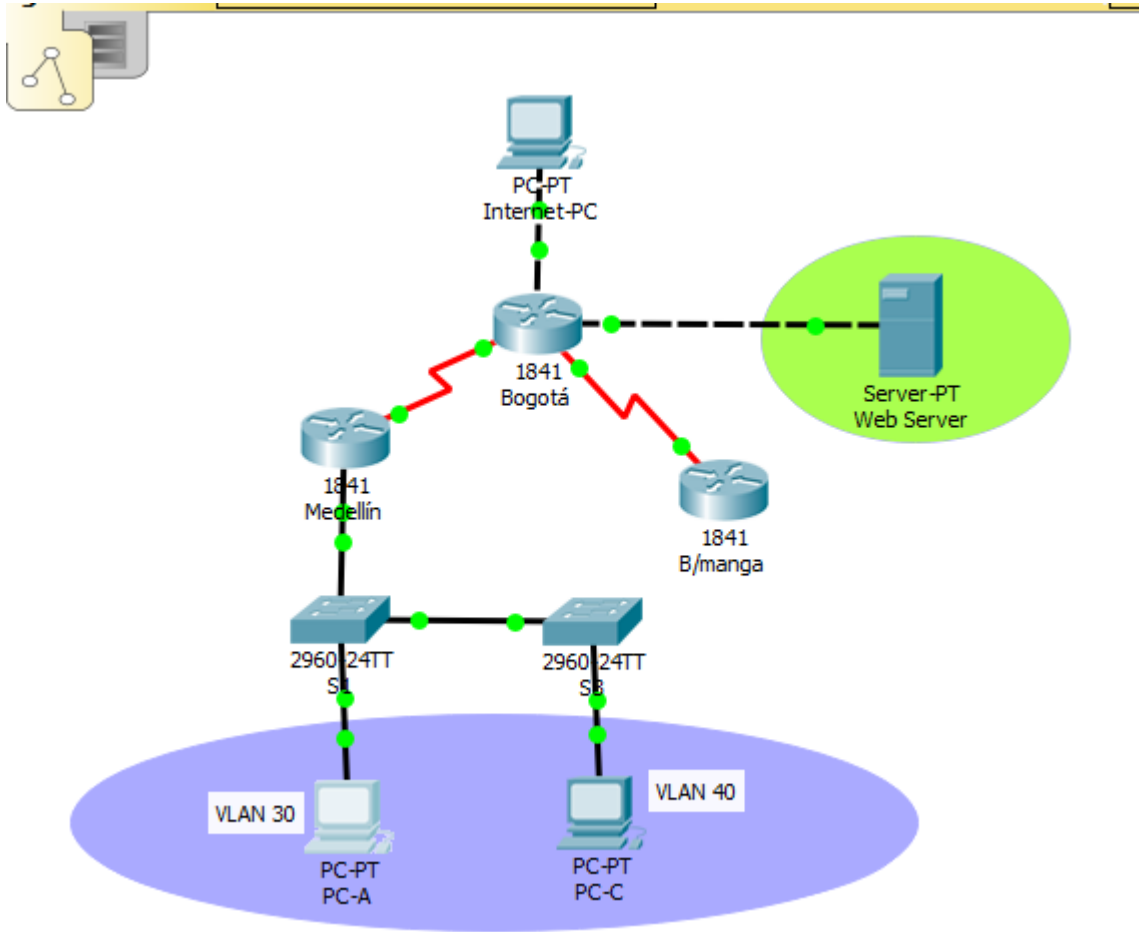 PC-PT
Internet-PC
1841
Bogotá
Server-PT
Web Server
1841
Medellín
1841
B/manga
2960-24TT
S1
2960-24TT
S3
VLAN 30
VLAN 40
PC-PT
PC-A
PC-PT
PC-C